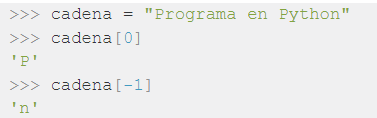 >>> cadena = "Programa en Python"
>>> cadena[0]
'P'
>>> cadena[-1]
'n'